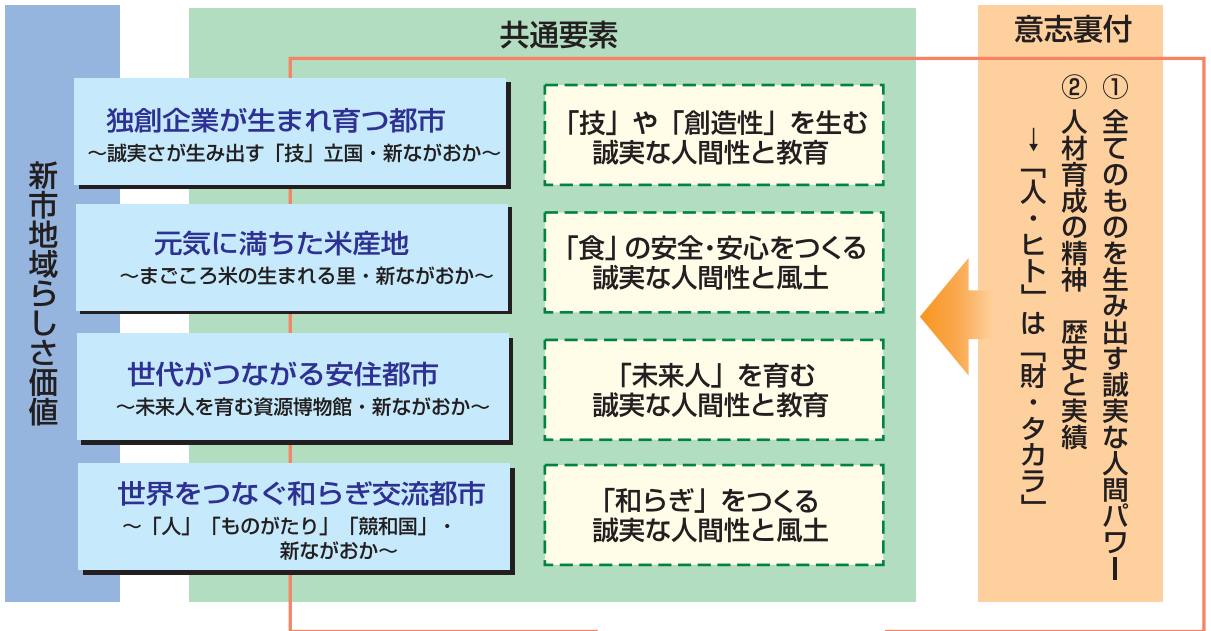 新市地域らしさ価値
共通要素
独創企業が生まれ育つ都市
～誠実さが生み出す「技」立国・新ながおか～
「技」や「創造性」を生む
誠実な人間性と教育
元気に満ちた米産地
～まごころ米の生まれる里・新ながおか～
「食」の安全・安心をつくる
誠実な人間性と風土
世代がつながる安住都市
～未来人を育む資源博物館・新ながおか～
「未来人」を育む
誠実な人間性と教育
世界をつなぐ和らぎ交流都市
～「人」「ものがたり」「競和国」・
新ながおか～
「和らぎ」をつくる
誠実な人間性と風土
意志裏付
① 全てのものを生み出す誠実な人間パワー
② 人材育成の精神　歴史と実績
→「人・ヒト」は「財・タカラ」